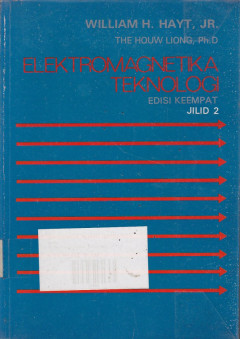 WILLIAM H. HAYT, JR.
THE HOUW LIONG, Ph.D
ELEKTROMAGNETIKA
TEKNOLOGI
EDISI KEEMPAT
JILID 2